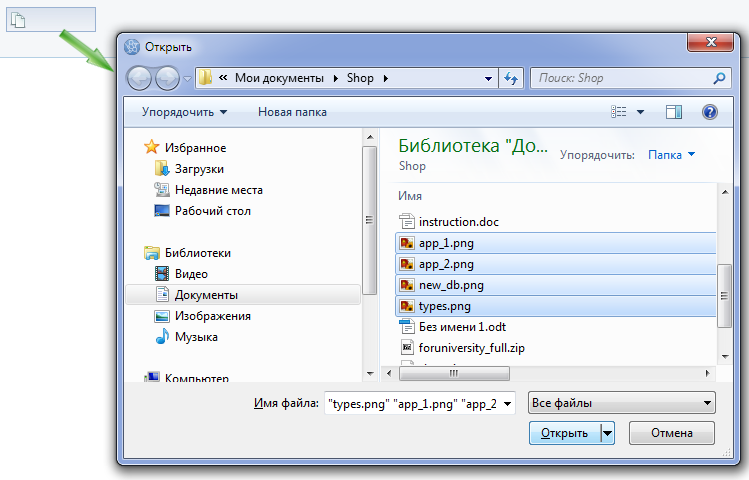 Открыть
« Мои документы Shop
Поиск: Shop
Упорядочить Новая папка
Избранное
Загрузки
Недавние места
Рабочий стол
Библиотеки
Видео
Документы
Изображения
Музыка
Компьютер
Библиотека "До...
Shop
Упорядочить: Папка
Имя
instruction.doc
app_1.png
app_2.png
new_db.png
types.png
Без имени 1.odt
foruniversity_full.zip
Имя файла: "types.png" "app_1.png" "app_2
Все файлы
Открыть Отмена